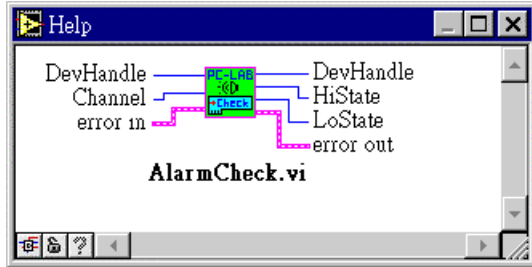 Help
DevHandle
Channel
error in
PC-LAB
Check
DevHandle
HiState
LoState
error out
AlarmCheck.vi
?